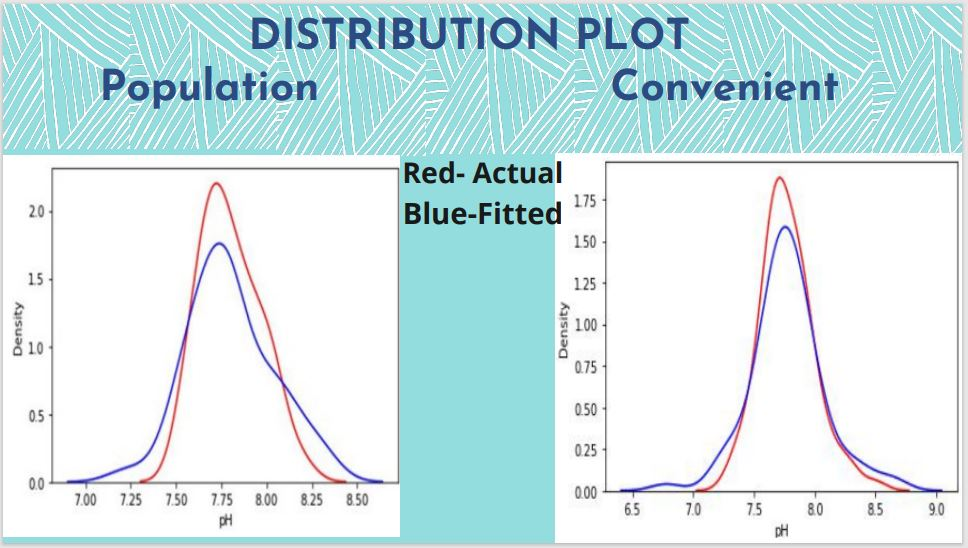 DISTRIBUTION PLOT
Population
Convenient
Red- Actual
Blue-Fitted
Density
2.0
1.5
1.0
0.5
0.0
7.00 7.25 7.50 7.75 8.00 8.25 8.50
pH
Density
1.75
1.50
1.25
1.00
0.75
0.50
0.25
0.00
6.5 7.0 7.5 8.0 8.5 9.0
pH